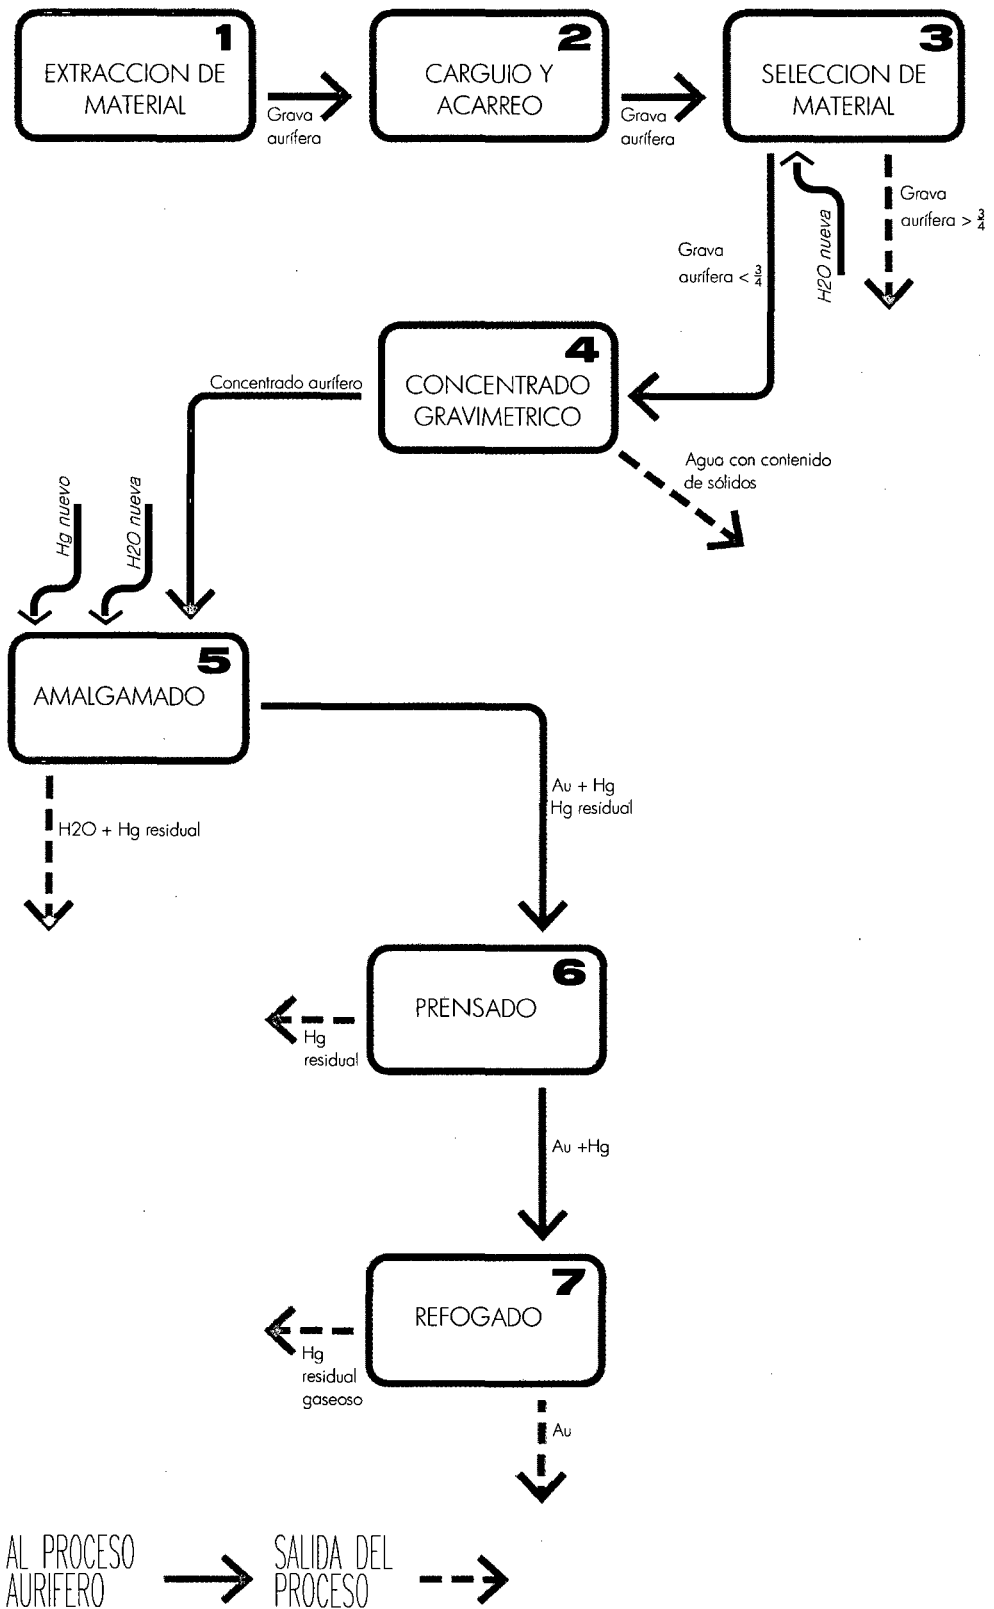 1
EXTRACCION DE
MATERIAL
Grava
aurífera
2
CARGUIO Y
ACARREO
Grava
aurífera
3
SELECCION DE
MATERIAL
Grava
aurífera > 3/4
H2O nueva
Grava
aurífera < 3/4
4
CONCENTRADO
GRAVIMETRICO
Concentrado aurífero
Agua con contenido
de sólidos
Hg nuevo
H2O nueva
5
AMALGAMADO
H2O + Hg residual
Au + Hg
Hg residual
6
PRENSADO
Hg
residual
Au +Hg
7
REFOGADO
Hg
residual
gaseoso
Au
AL PROCESO
AURIFERO
SALIDA DEL
PROCESO